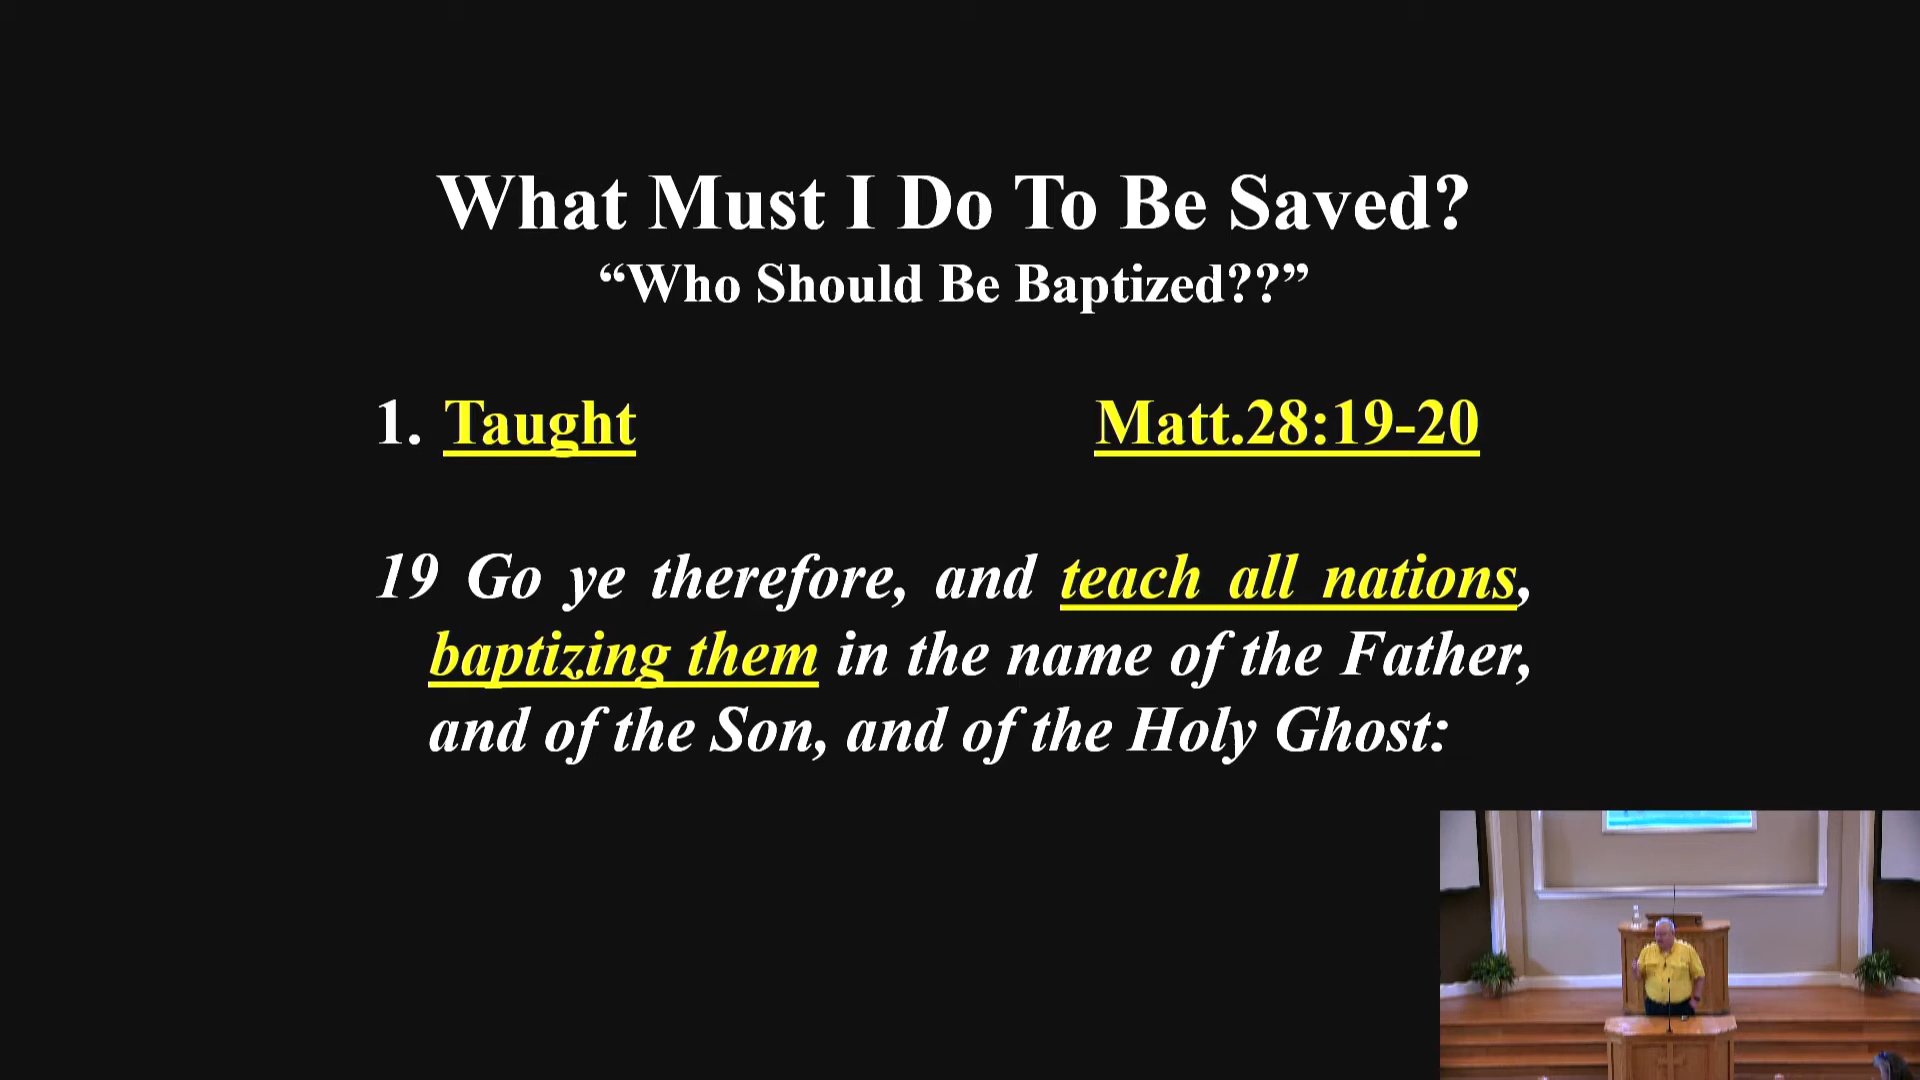 What Must I Do To Be Saved?
“Who Should Be Baptized??”
1. Taught Matt.28:19-20
19 Go ye therefore, and teach all nations,
baptizing them in the name of the Father,
and of the Son, and of the Holy Ghost: